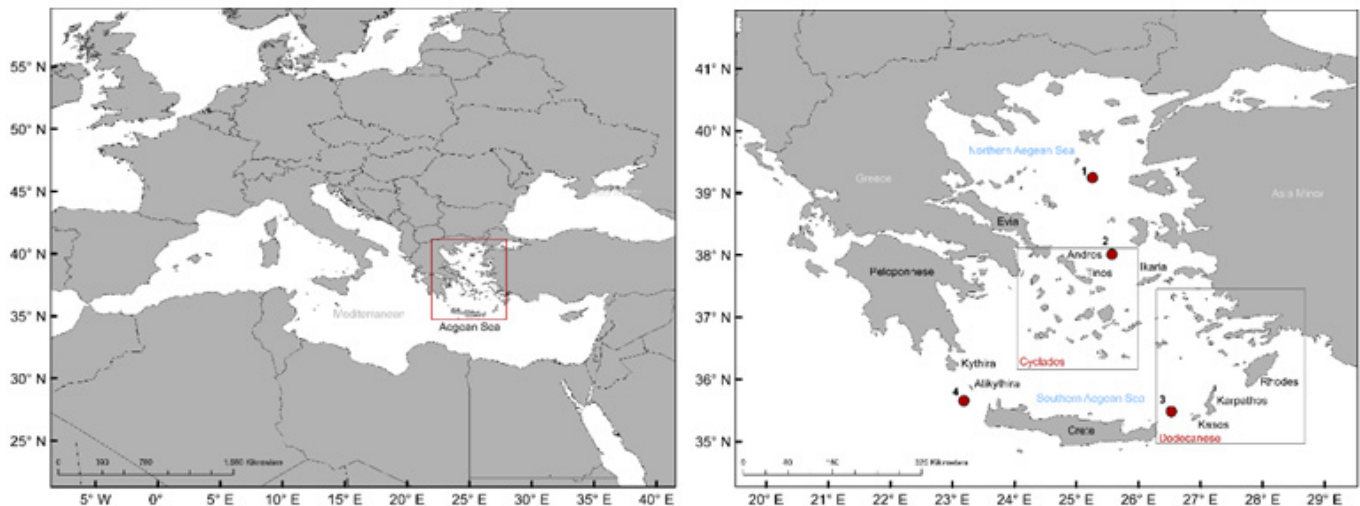 55° N
50° N
45° N
40° N
35° N
30° N
25° N
Mediterranean
Aegean Sea
5° W 0° E 5° E 10° E 15° E 20° E 25° E 30° E 35° E 40° E
41° N
40° N
39° N
38° N
37° N
36° N
35° N
Northern Aegean Sea
1
Greece
Asia Minor
Evia
2
Andros
Tinos
Ikaria
Peloponnese
Cyclados
Kythira
Atikythira
4
Southern Aegean Sea
3
Rhodes
Karpathos
Kasos
Crete
Dodecanese
20° E 21° E 22° E 23° E 24° E 25° E 26° E 27° E 28° E 29° E